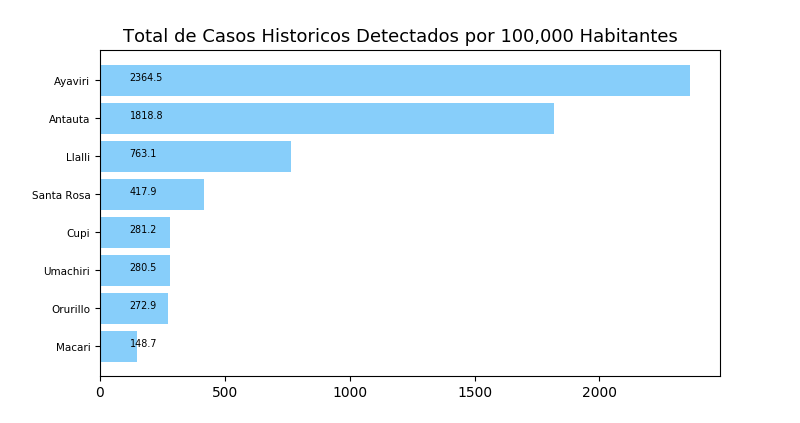 Total de Casos Historicos Detectados por 100,000 Habitantes
Ayaviri 2364.5
Antauta 1818.8
Llalli 763.1
Santa Rosa 417.9
Cupi 281.2
Umachiri 280.5
Orurillo 272.9
Macari 148.7
0 500 1000 1500 2000